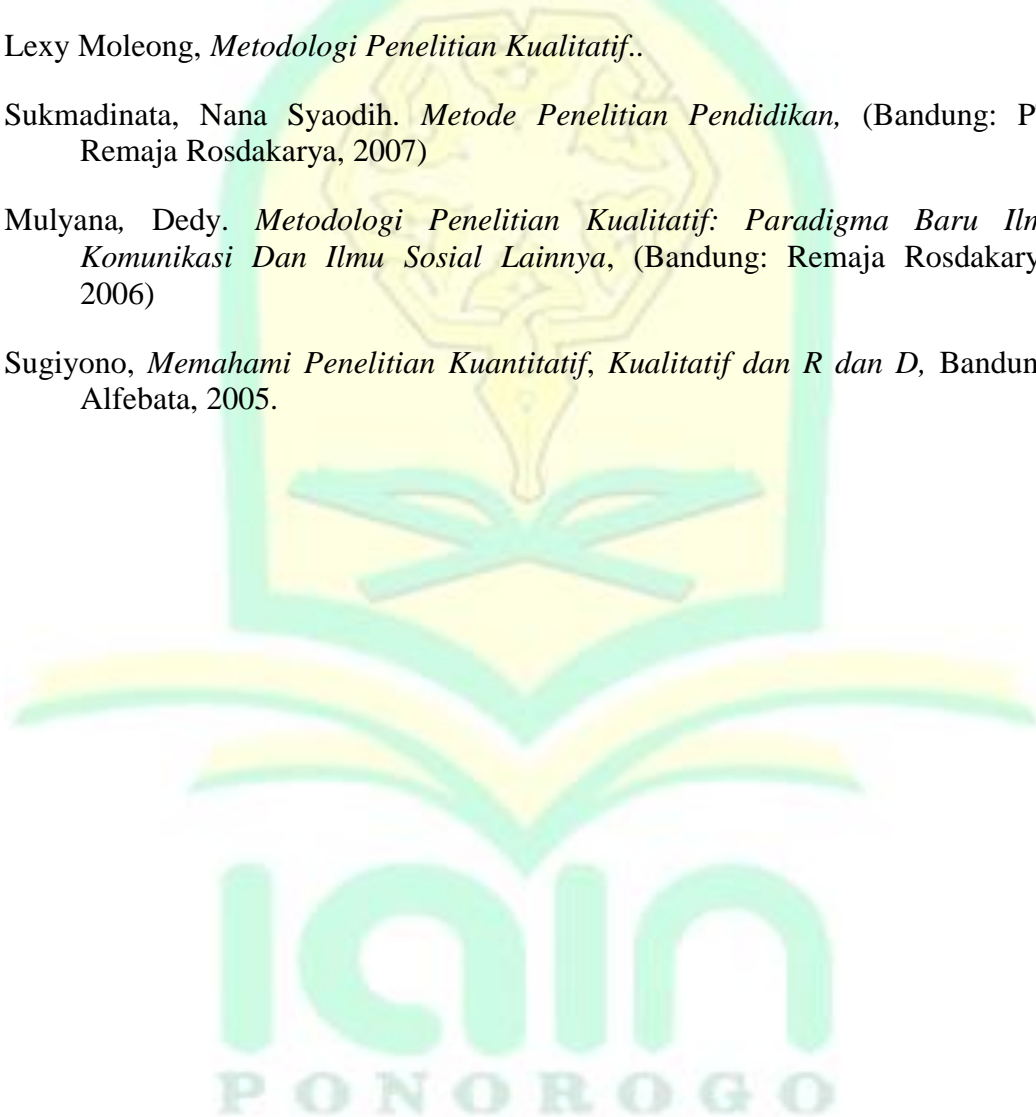 Lexy Moleong, Metodologi Penelitian Kualitatif..
Sukmadinata, Nana Syaodih. Metode Penelitian Pendidikan, (Bandung: P
Remaja Rosdakarya, 2007)
Mulyana, Dedy. Metodologi Penelitian Kualitatif: Paradigma Baru Ilm
Komunikasi Dan Ilmu Sosial Lainnya, (Bandung: Remaja Rosdakary
2006)
Sugiyono, Memahami Penelitian Kuantitatif, Kualitatif dan R dan D, Bandun
Alfebata, 2005.
iain
PONOROGO